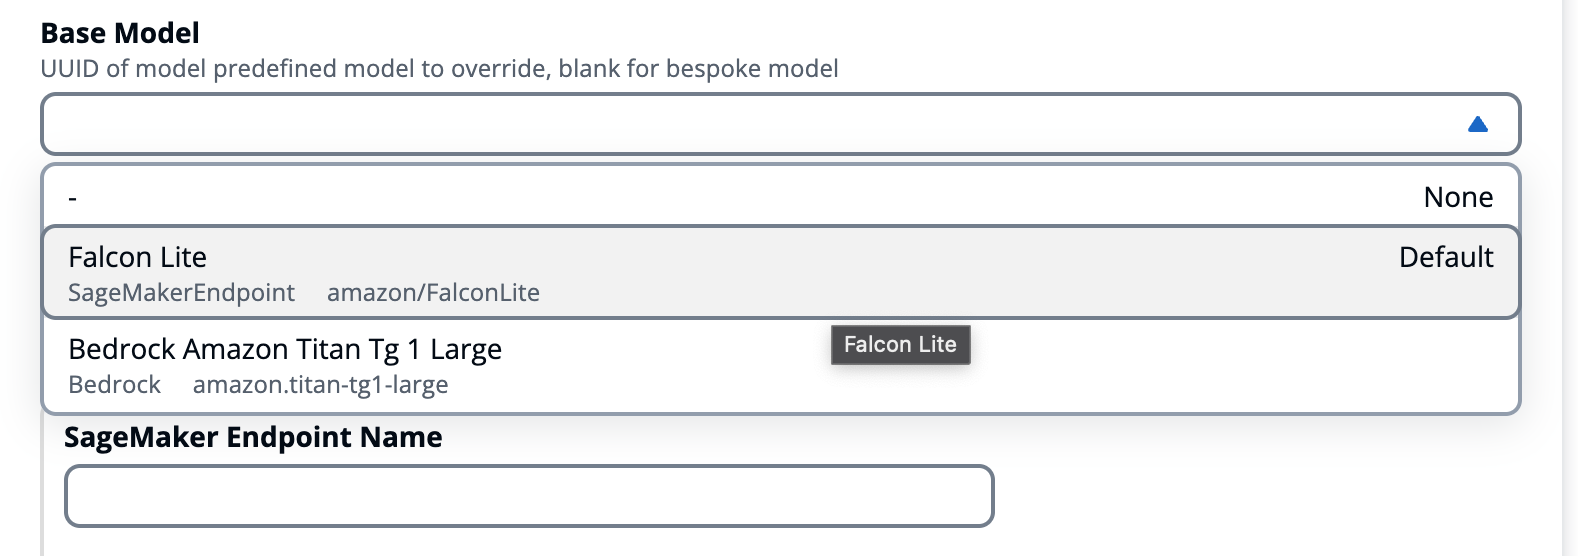 Base Model
UUID of model predefined model to override, blank for bespoke model
- None
Falcon Lite Default
SageMakerEndpoint amazon/FalconLite
Falcon Lite
Bedrock Amazon Titan Tg 1 Large
Bedrock amazon.titan-tg1-large
SageMaker Endpoint Name